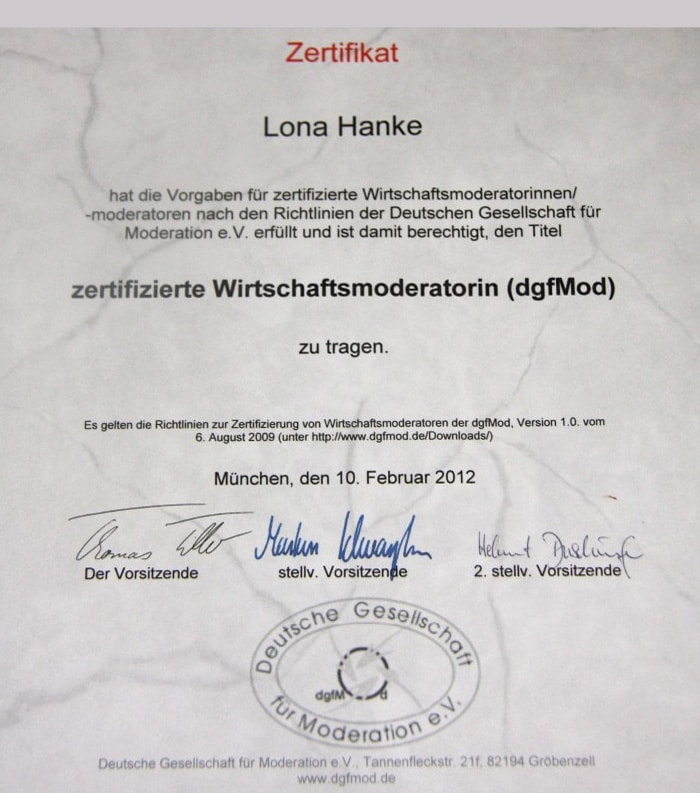 Zertifikat
Lona Hanke
hat die Vorgaben für zertifizierte Wirtschaftsmoderatorinnen/
-moderatoren nach den Richtlinien der Deutschen Gesellschaft für
Moderation e.V. erfüllt und ist damit berechtigt, den Titel
zertifizierte Wirtschaftsmoderatorin (dgfMod)
zu tragen.
Es gelten die Richtlinien zur Zertifizierung von Wirtschaftsmoderatoren der dgfMod, Version 1.0. vom
6. August 2009 (unter http://www.dgfmod.de/Downloads/)
München, den 10. Februar 2012
Thomas
Helmut
Der Vorsitzende
stellv. Vorsitzende
2. stellv. Vorsitzende
Deutsche Gesellschaft
dgfM d
für Moderation e.V.
Deutsche Gesellschaft für Moderation e.V., Tannenfleckstr. 21f, 82194 Gröbenzell
www.dgfmod.de